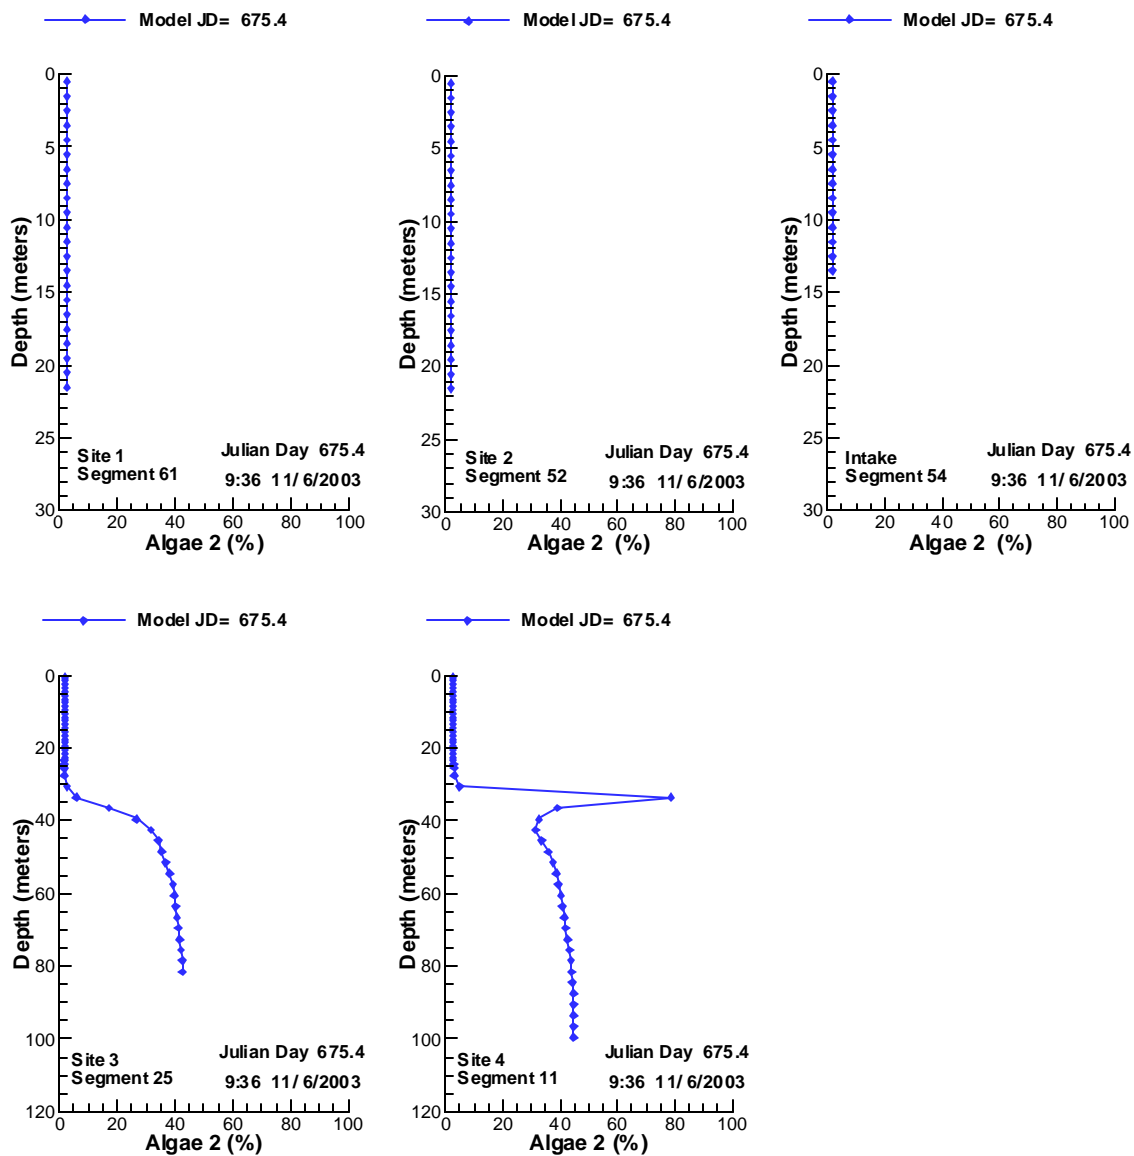 Model JD= 675.4
0
5
10
15
20
25
30
Depth (meters)
Site 1
Segment 61
Julian Day 675.4
9:36 11/ 6/2003
0 20 40 60 80 100
Algae 2 (%)
Model JD= 675.4
0
5
10
15
20
25
30
Depth (meters)
Site 2
Segment 52
Julian Day 675.4
9:36 11/ 6/2003
0 20 40 60 80 100
Algae 2 (%)
Model JD= 675.4
0
5
10
15
20
25
30
Depth (meters)
Intake
Segment 54
Julian Day 675.4
9:36 11/ 6/2003
0 20 40 60 80 100
Algae 2 (%)
Model JD= 675.4
0
20
40
60
80
100
120
Depth (meters)
Site 3
Segment 25
Julian Day 675.4
9:36 11/ 6/2003
0 20 40 60 80 100
Algae 2 (%)
Model JD= 675.4
0
20
40
60
80
100
120
Depth (meters)
Site 4
Segment 11
Julian Day 675.4
9:36 11/ 6/2003
0 20 40 60 80 100
Algae 2 (%)